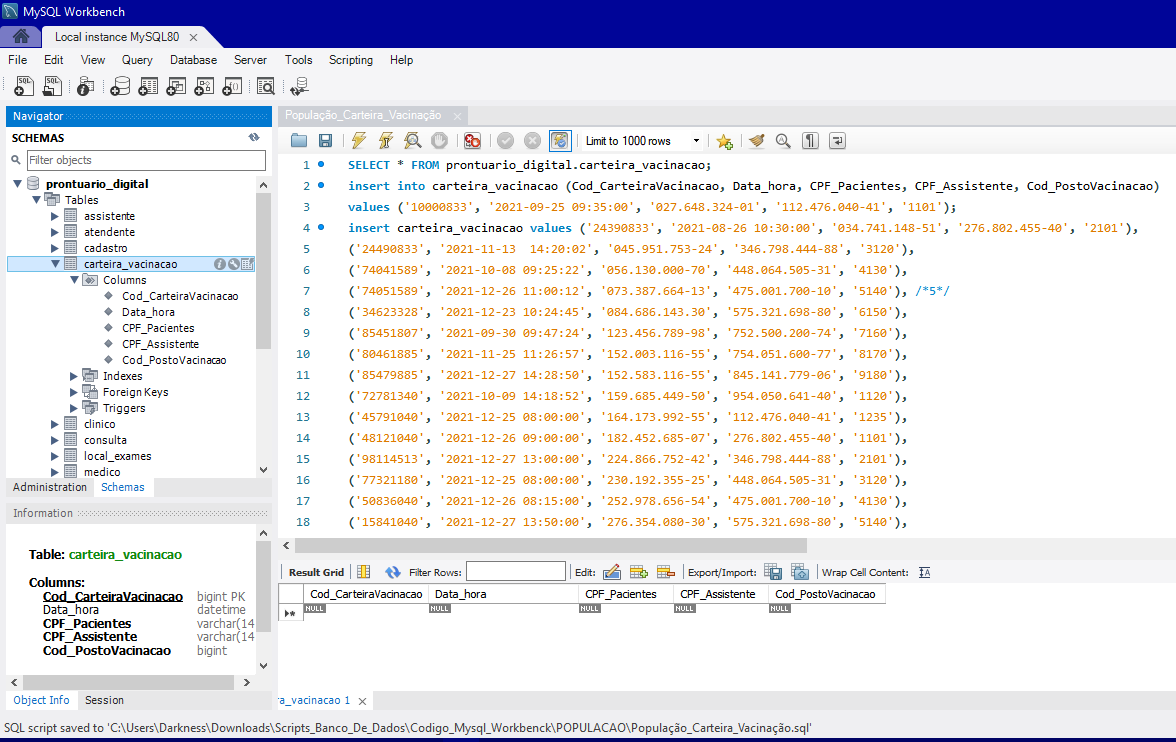 MySQL Workbench
Local instance MySQL80
File Edit View Query Database Server Tools Scripting Help
Navigator
SCHEMAS
Filter objects
prontuario_digital
Tables
assistente
atendente
cadastro
carteira_vacinacao
Columns
Cod_CarteiraVacinacao
Data_hora
CPF_Pacientes
CPF_Assistente
Cod_PostoVacinacao
Indexes
Foreign Keys
Triggers
clinico
consulta
local_exames
medico
Administration Schemas
Information
Table: carteira_vacinacao
Columns:
Cod_CarteiraVacinacao bigint PK
Data_hora datetime
CPF_Pacientes varchar(14
CPF_Assistente varchar(14
Cod_PostoVacinacao bigint
Object Info Session
População_Carteira_Vacinação
Limit to 1000 rows
1 SELECT * FROM prontuario_digital.carteira_vacinacao;
2 insert into carteira_vacinacao (Cod_CarteiraVacinacao, Data_hora, CPF_Pacientes, CPF_Assistente, Cod_PostoVacinacao)
3 values ('10000833', '2021-09-25 09:35:00', '027.648.324-01', '112.476.040-41', '1101');
4 insert carteira_vacinacao values ('24390833', '2021-08-26 10:30:00', '034.741.148-51', '276.802.455-40', '2101'),
5 ('24490833', '2021-11-13  14:20:02', '045.951.753-24', '346.798.444-88', '3120'),
6 ('74041589', '2021-10-08 09:25:22', '056.130.000-70', '448.064.505-31', '4130'),
7 ('74051589', '2021-12-26 11:00:12', '073.387.664-13', '475.001.700-10', '5140'), /*5*/
8 ('34623328', '2021-12-23 10:24:45', '084.686.143.30', '575.321.698-80', '6150'),
9 ('85451807', '2021-09-30 09:47:24', '123.456.789-98', '752.500.200-74', '7160'),
10 ('80461885', '2021-11-25 11:26:57', '152.003.116-55', '754.051.600-77', '8170'),
11 ('85479885', '2021-12-27 14:28:50', '152.583.116-55', '845.141.779-06', '9180'),
12 ('72781340', '2021-10-09 14:18:52', '159.685.449-50', '954.050.641-40', '1120'),
13 ('45791040', '2021-12-25 08:00:00', '164.173.992-55', '112.476.040-41', '1235'),
14 ('48121040', '2021-12-26 09:00:00', '182.452.685-07', '276.802.455-40', '1101'),
15 ('98114513', '2021-12-27 13:00:00', '224.866.752-42', '346.798.444-88', '2101'),
16 ('77321180', '2021-12-25 08:00:00', '230.192.355-25', '448.064.505-31', '3120'),
17 ('50836040', '2021-12-26 08:15:00', '252.978.656-54', '475.001.700-10', '4130'),
18 ('15841040', '2021-12-27 13:50:00', '276.354.080-30', '575.321.698-80', '5140'),
Result Grid Filter Rows: Edit: Export/Import: Wrap Cell Content:
Cod_CarteiraVacinacao Data_hora CPF_Pacientes CPF_Assistente Cod_PostoVacinacao
NULL NULL NULL NULL NULL
ra_vacinacao 1
SQL script saved to 'C:\Users\Darkness\Downloads\Scripts_Banco_De_Dados\Codigo_Mysql_Workbenck\POPULACAO\População_Carteira_Vacinação.sql'